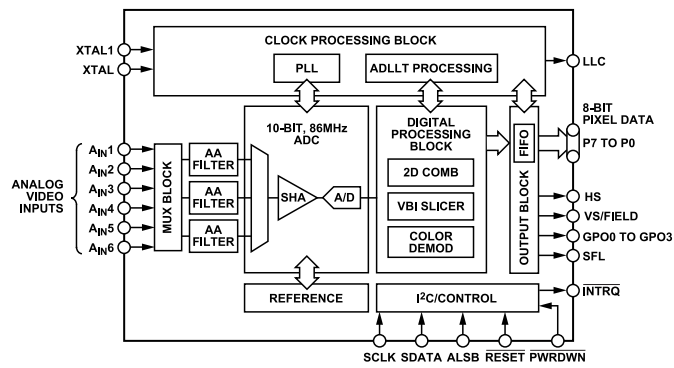 CLOCK PROCESSING BLOCK
XTAL1
XTAL
PLL
ADLLT PROCESSING
LLC
8-BIT
PIXEL DATA
P7 TO P0
10-BIT, 86MHz
ADC
DIGITAL
PROCESSING
BLOCK
FIFO
OUTPUT BLOCK
ANALOG
VIDEO
INPUTS
AIN1
AIN2
AIN3
AIN4
AIN5
AIN6
MUX BLOCK
AA
FILTER
AA
FILTER
AA
FILTER
SHA
A/D
2D COMB
VBI SLICER
COLOR
DEMOD
HS
VS/FIELD
GPO0 TO GPO3
SFL
REFERENCE
I2C/CONTROL
INTRQ
SCLK SDATA ALSB RESET PWRDWN